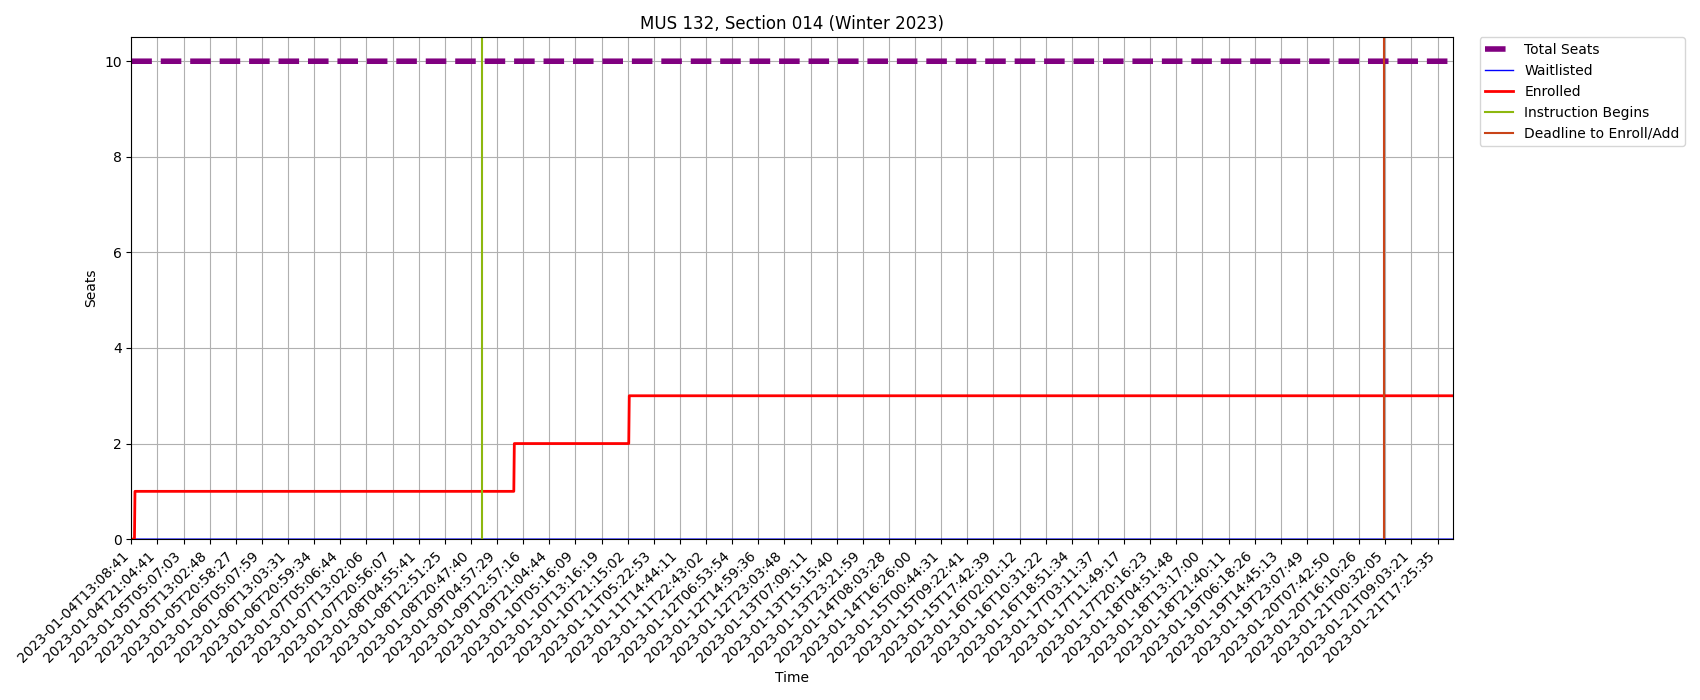 MUS 132, Section 014 (Winter 2023)
Total Seats
Waitlisted
Enrolled
Instruction Begins
Deadline to Enroll/Add
Seats
10
8
6
4
2
0
2023-01-04T13:08:41
2023-01-04T21:04:41
2023-01-05T05:07:03
2023-01-05T13:02:48
2023-01-05T20:58:27
2023-01-06T05:07:59
2023-01-06T13:03:31
2023-01-06T20:59:34
2023-01-07T05:06:44
2023-01-07T13:02:06
2023-01-07T20:56:07
2023-01-08T04:55:41
2023-01-08T12:51:25
2023-01-08T20:47:40
2023-01-09T04:57:29
2023-01-09T12:57:16
2023-01-09T21:04:44
2023-01-10T05:16:09
2023-01-10T13:16:19
2023-01-10T21:15:02
2023-01-11T05:22:53
2023-01-11T14:44:11
2023-01-11T22:43:02
2023-01-12T06:53:54
2023-01-12T14:59:36
2023-01-12T23:03:48
2023-01-13T07:09:11
2023-01-13T15:15:40
2023-01-13T23:21:59
2023-01-14T08:03:28
2023-01-14T16:26:00
2023-01-15T00:44:31
2023-01-15T09:22:41
2023-01-15T17:42:39
2023-01-16T02:01:12
2023-01-16T10:31:22
2023-01-16T18:51:34
2023-01-17T03:11:37
2023-01-17T11:49:17
2023-01-17T20:16:23
2023-01-18T04:51:48
2023-01-18T13:17:00
2023-01-18T21:40:11
2023-01-19T06:18:26
2023-01-19T14:45:13
2023-01-19T23:07:49
2023-01-20T07:42:50
2023-01-20T16:10:26
2023-01-21T00:32:05
2023-01-21T09:03:21
2023-01-21T17:25:35
Time